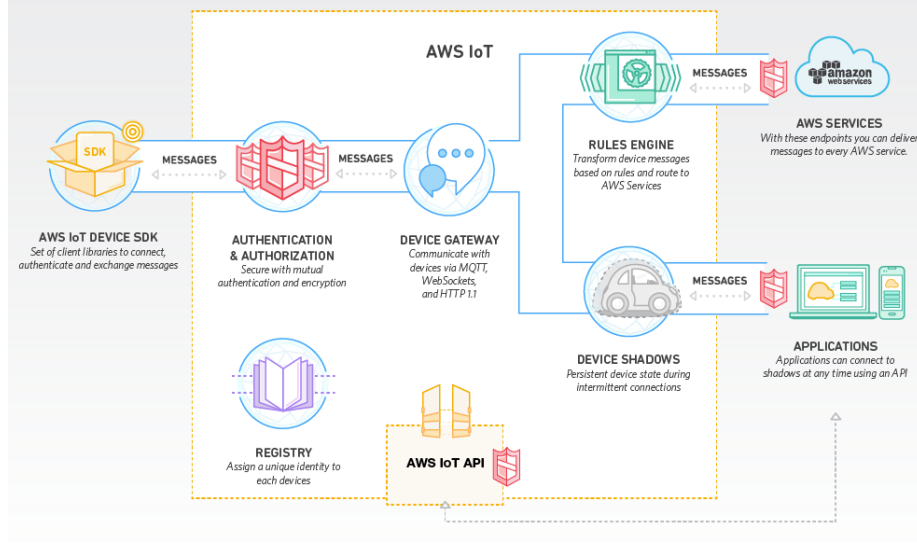 AWS IoT
SDK
MESSAGES
MESSAGES
MESSAGES
amazon
web services
AWS SERVICES
With these endpoints you can deliver
messages to every AWS service.
RULES ENGINE
Transform device messages
based on rules and route to
AWS Services
AWS IoT DEVICE SDK
Set of client libraries to connect,
authenticate and exchange messages
AUTHENTICATION
& AUTHORIZATION
Secure with mutual
authentication and encryption
DEVICE GATEWAY
Communicate with
devices via MQTT,
WebSockets,
and HTTP 1.1
MESSAGES
DEVICE SHADOWS
Persistent device state during
intermittent connections
APPLICATIONS
Applications can connect to
shadows at any time using an API
REGISTRY
Assign a unique identity to
each devices
AWS IoT API